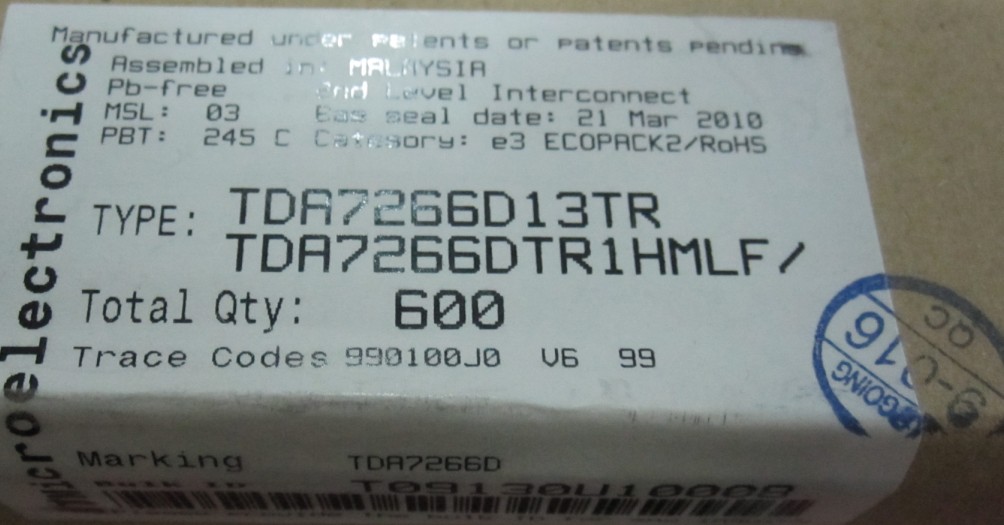 Manufactured under patents or patents pending
Assembled in: MALAYSIA
Pb-free 2nd Level Interconnect
MSL: 03 Bag seal date: 21 Mar 2010
PBT: 245 C Category: e3 ECOPACK2/RoHS
TYPE: TDA7266D13TR
TDA7266DTR1HMLF/
Total Qty: 600
Trace Codes 990100J0 V6 99
Marking TDA7266D
microelectronics
QC
16